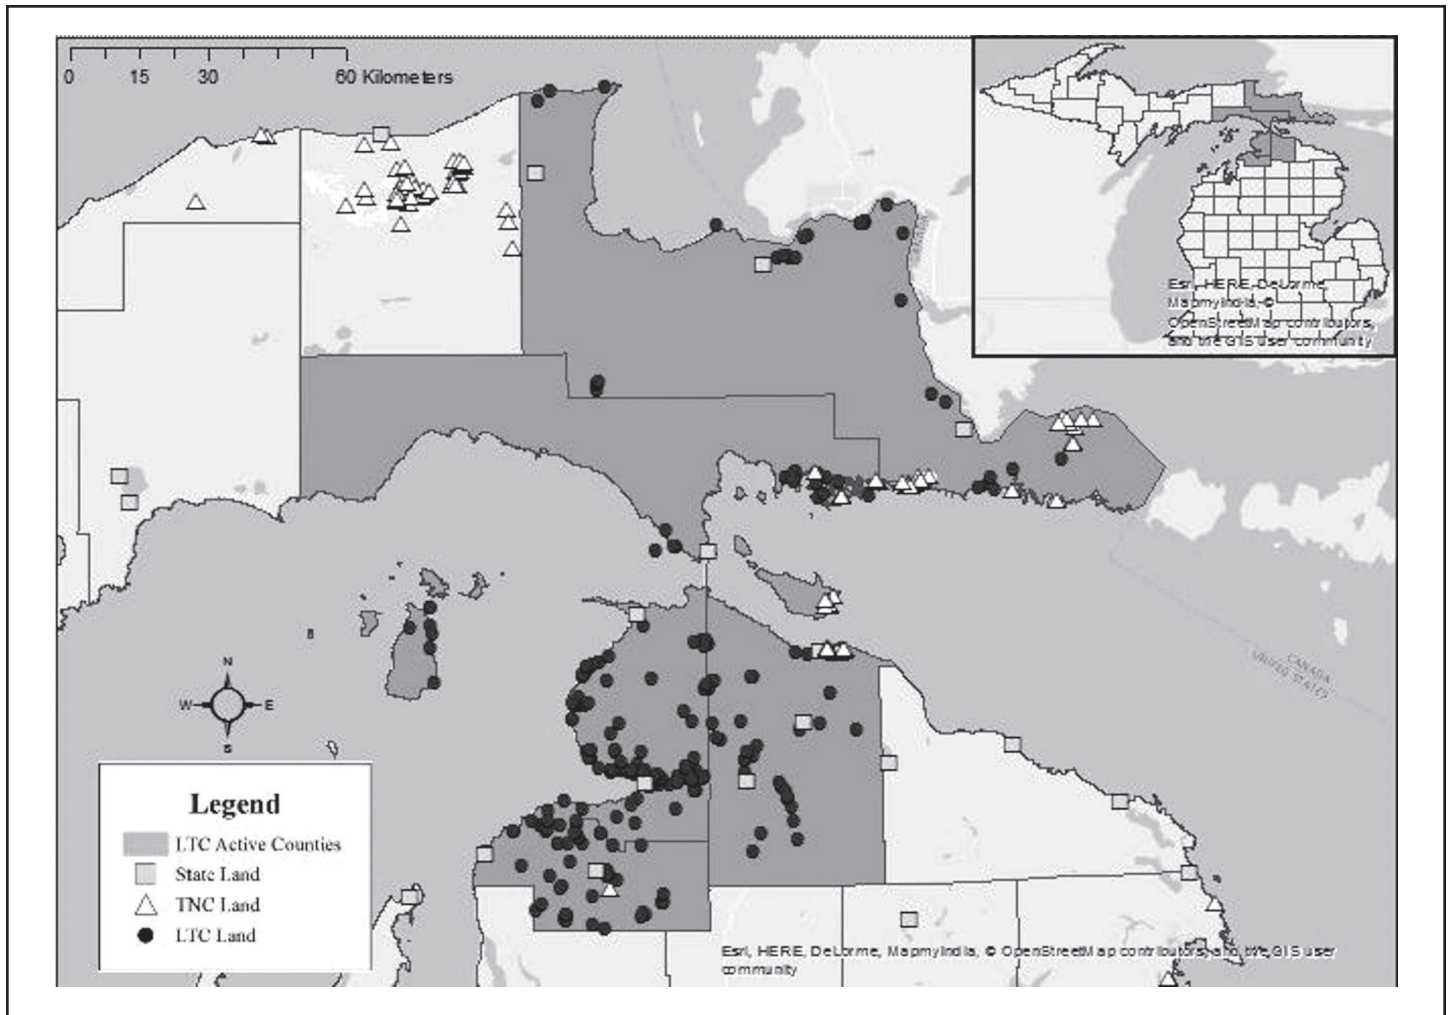 0 15 30 60 Kilometers
Esri, HERE, DeLorme,
MapmyIndia, ©
OpenStreetMap contributors,
and the GIS user community
CANADA
UNITED STATES
N
W E
S
Legend
LTC Active Counties
State Land
TNC Land
LTC Land
Esri, HERE, DeLorme, MapmyIndia, © OpenStreetMap contributors, and the GIS user
community